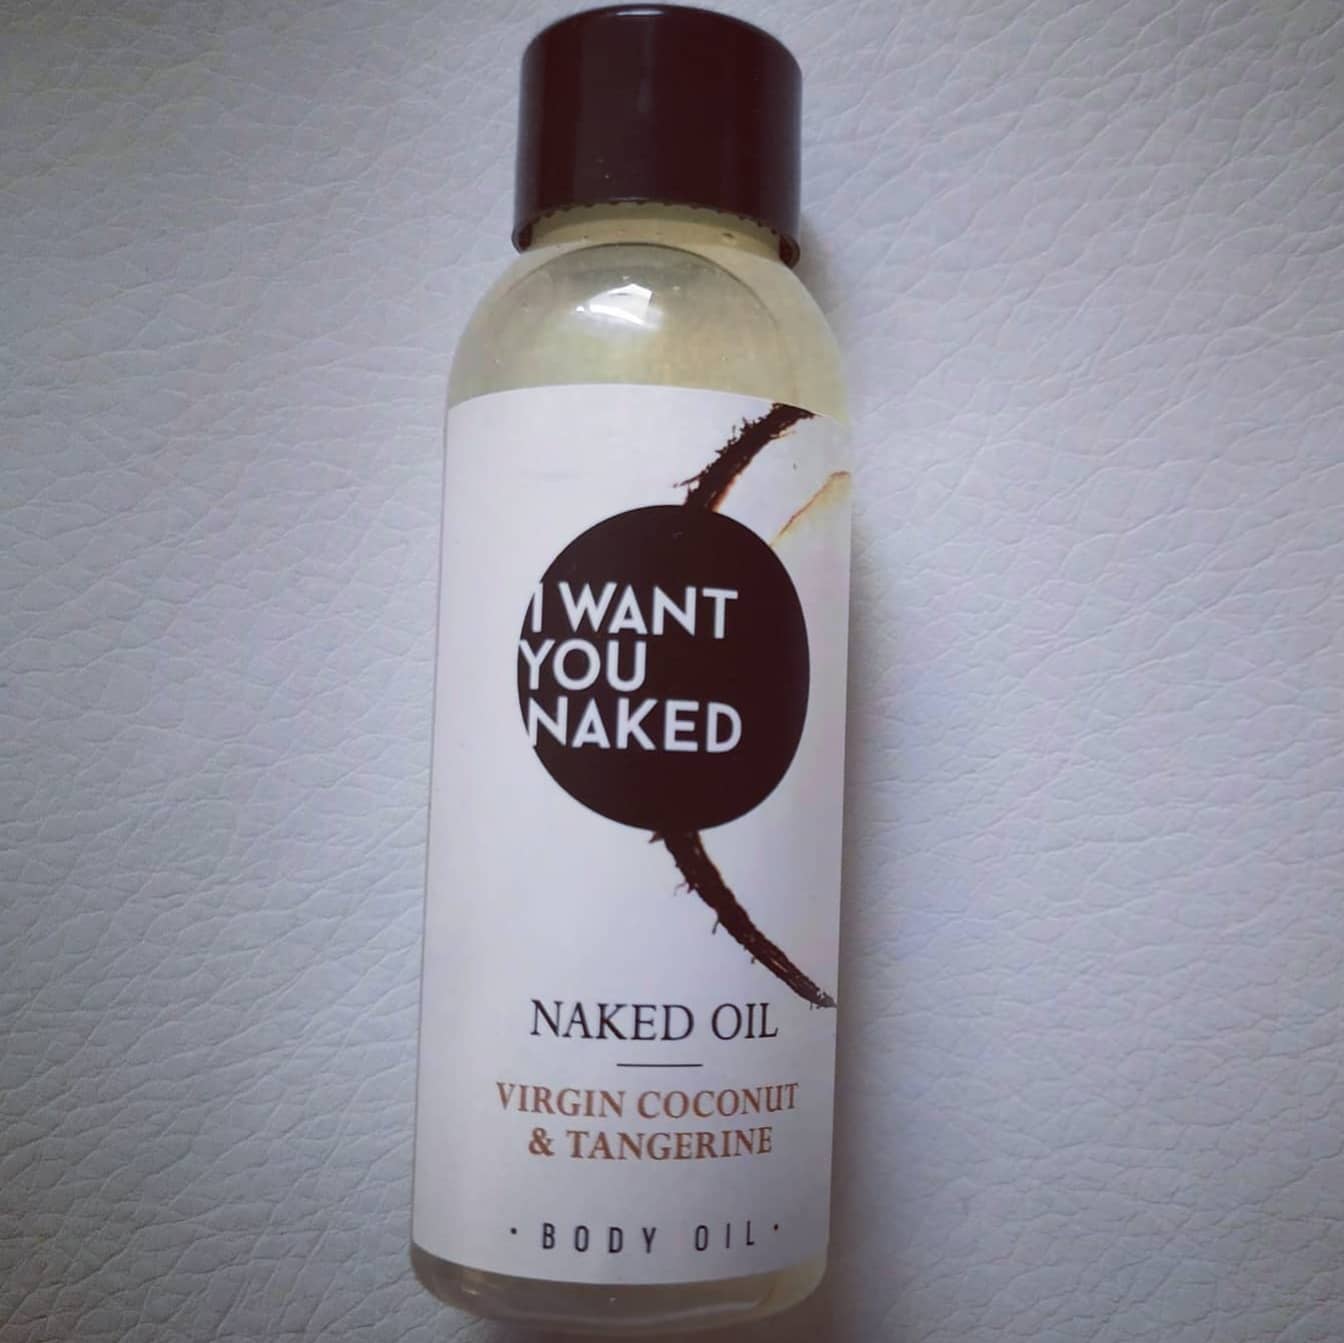 I WANT
YOU
NAKED
NAKED OIL
VIRGIN COCONUT
& TANGERINE
· BODY OIL ·